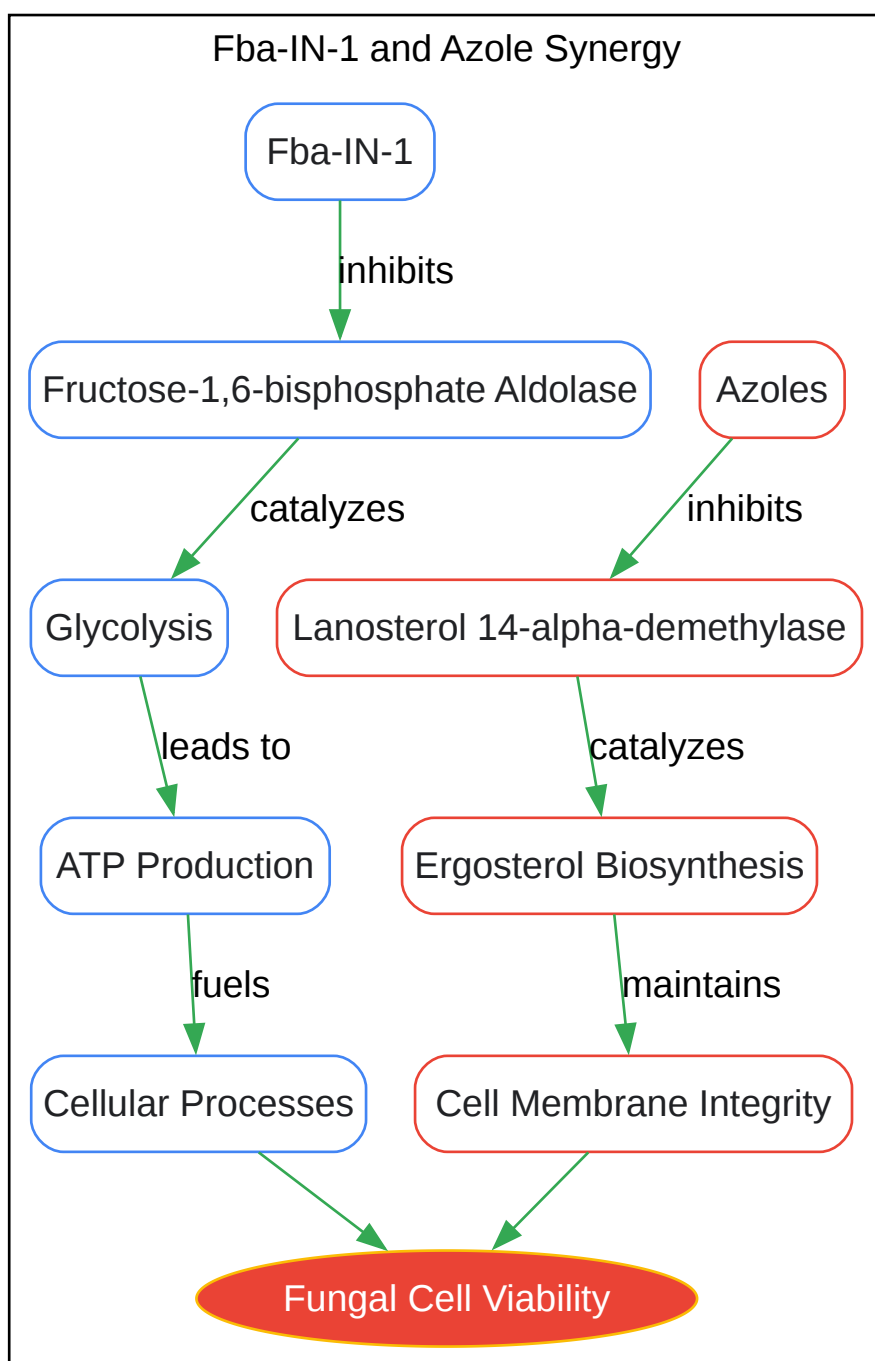 Fba-IN-1 and Azole Synergy
Fba-IN-1
inhibits
Fructose-1,6-bisphosphate Aldolase
Azoles
catalyzes
inhibits
Glycolysis
Lanosterol 14-alpha-demethylase
leads to
catalyzes
ATP Production
Ergosterol Biosynthesis
fuels
maintains
Cellular Processes
Cell Membrane Integrity
Fungal Cell Viability